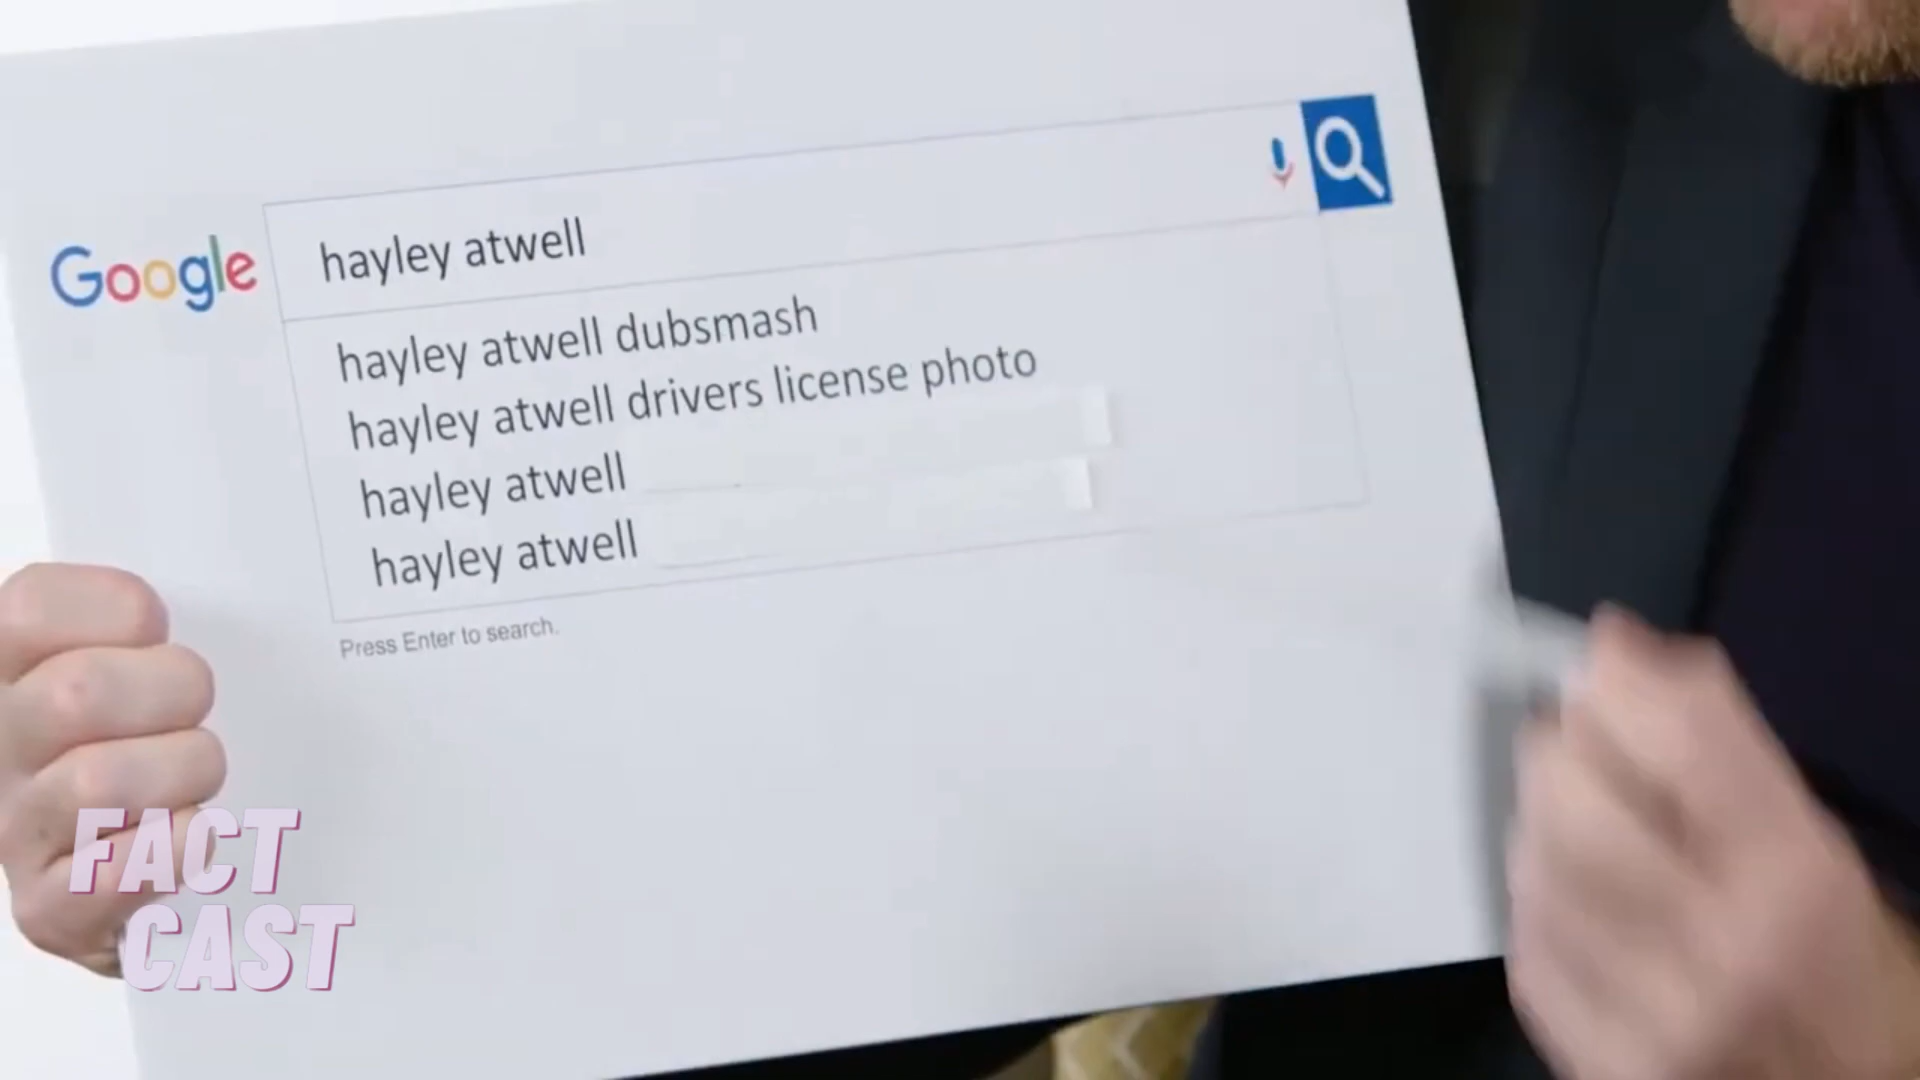 Google
hayley atwell
hayley atwell dubsmash
hayley atwell drivers license photo
hayley atwell
hayley atwell
Press Enter to search.
FACT
CAST